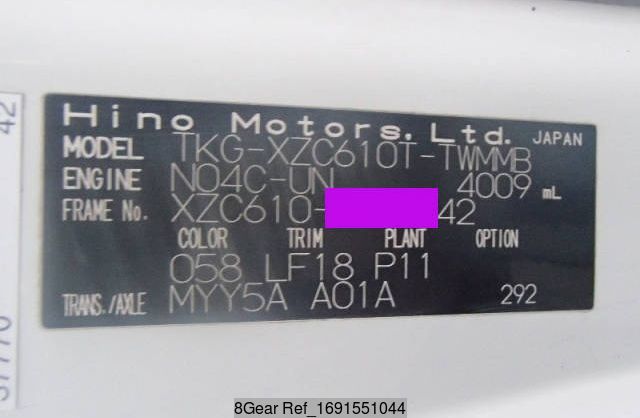 Hino Motors, Ltd. JAPAN
MODEL TKG-XZC610T-TWMMB
ENGINE N04C-UN 4009 mL
FRAME No. XZC610- 42
COLOR TRIM PLANT OPTION
058 LF18 P11
TRANS./AXLE MYY5A A01A 292
42
8Gear Ref_1691551044